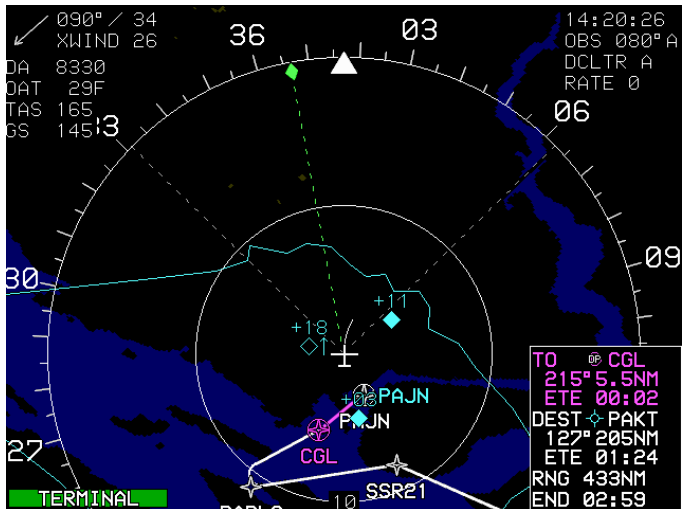 090° / 34
XWIND 26
DA 8330
OAT 29F
TAS 165
GS 145
14:20:26
OBS 080°A
DCLTR A
RATE 0
36
03
33
06
30
09
27
+11
+18
+03
PAJN
PAJN
CGL
SSR21
10
TERMINAL
TO DP CGL
215° 5.5NM
ETE 00:02
DEST PAKT
127° 205NM
ETE 01:24
RNG 433NM
END 02:59